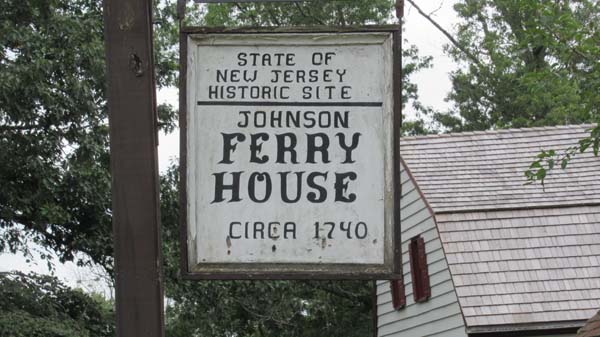 STATE OF
NEW JERSEY
HISTORIC SITE
JOHNSON
FERRY
HOUSE
CIRCA 1740